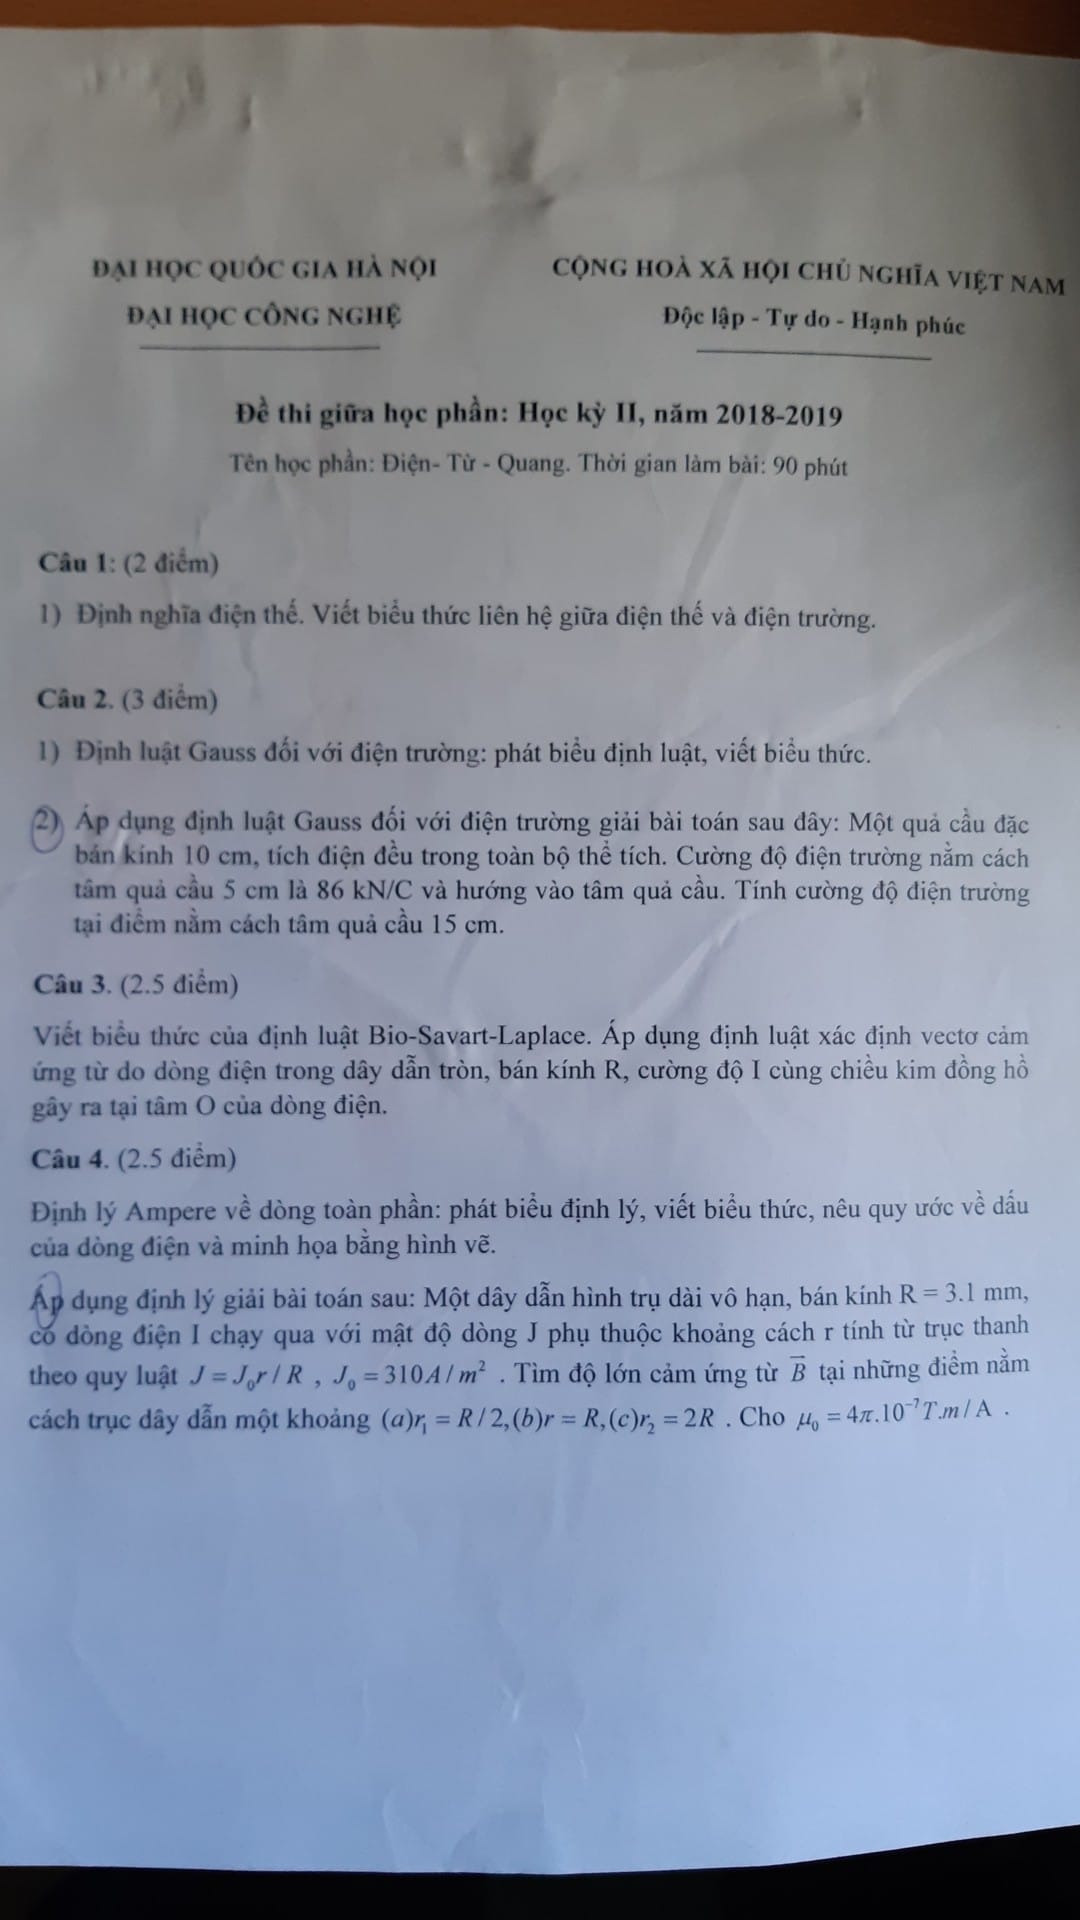 ĐẠI HỌC QUỐC GIA HÀ NỘI
ĐẠI HỌC CÔNG NGHỆ
CỘNG HOÀ XÃ HỘI CHỦ NGHĨA VIỆT NAM
Độc lập - Tự do - Hạnh phúc
Đề thi giữa học phần: Học kỳ II, năm 2018-2019
Tên học phần: Điện- Từ - Quang. Thời gian làm bài: 90 phút
Câu 1: (2 điểm)
1) Định nghĩa điện thế. Viết biểu thức liên hệ giữa điện thế và điện trường.
Câu 2. (3 điểm)
1) Định luật Gauss đối với điện trường: phát biểu định luật, viết biểu thức.
2) Áp dụng định luật Gauss đối với điện trường giải bài toán sau đây: Một quả cầu đặc
bán kính 10 cm, tích điện đều trong toàn bộ thể tích. Cường độ điện trường nằm cách
tâm quả cầu 5 cm là 86 kN/C và hướng vào tâm quả cầu. Tính cường độ điện trường
tại điểm nằm cách tâm quả cầu 15 cm.
Câu 3. (2.5 điểm)
Viết biểu thức của định luật Bio-Savart-Laplace. Áp dụng định luật xác định vectơ cảm
ứng từ do dòng điện trong dây dẫn tròn, bán kính R, cường độ I cùng chiều kim đồng hồ
gây ra tại tâm O của dòng điện.
Câu 4. (2.5 điểm)
Định lý Ampere về dòng toàn phần: phát biểu định lý, viết biểu thức, nêu quy ước về dấu
của dòng điện và minh họa bằng hình vẽ.
Áp dụng định lý giải bài toán sau: Một dây dẫn hình trụ dài vô hạn, bán kính R = 3.1 mm,
có dòng điện I chạy qua với mật độ dòng J phụ thuộc khoảng cách r tính từ trục thanh
theo quy luật J = J₀r / R , J₀ = 310A / m² . Tìm độ lớn cảm ứng từ B⃗ tại những điểm nằm
cách trục dây dẫn một khoảng (a)r₁ = R / 2,(b)r = R,(c)r₂ = 2R . Cho μ₀ = 4π.10⁻⁷T.m / A .